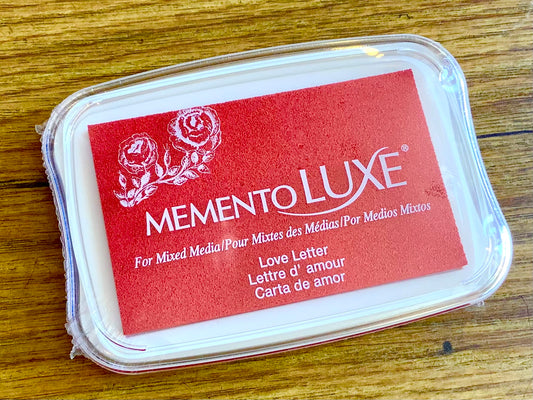 MEMENTO LUXE®
For Mixed Media/Pour Mixtes des Médias/Por Medios Mixtos
Love Letter
Lettre d' amour
Carta de amor